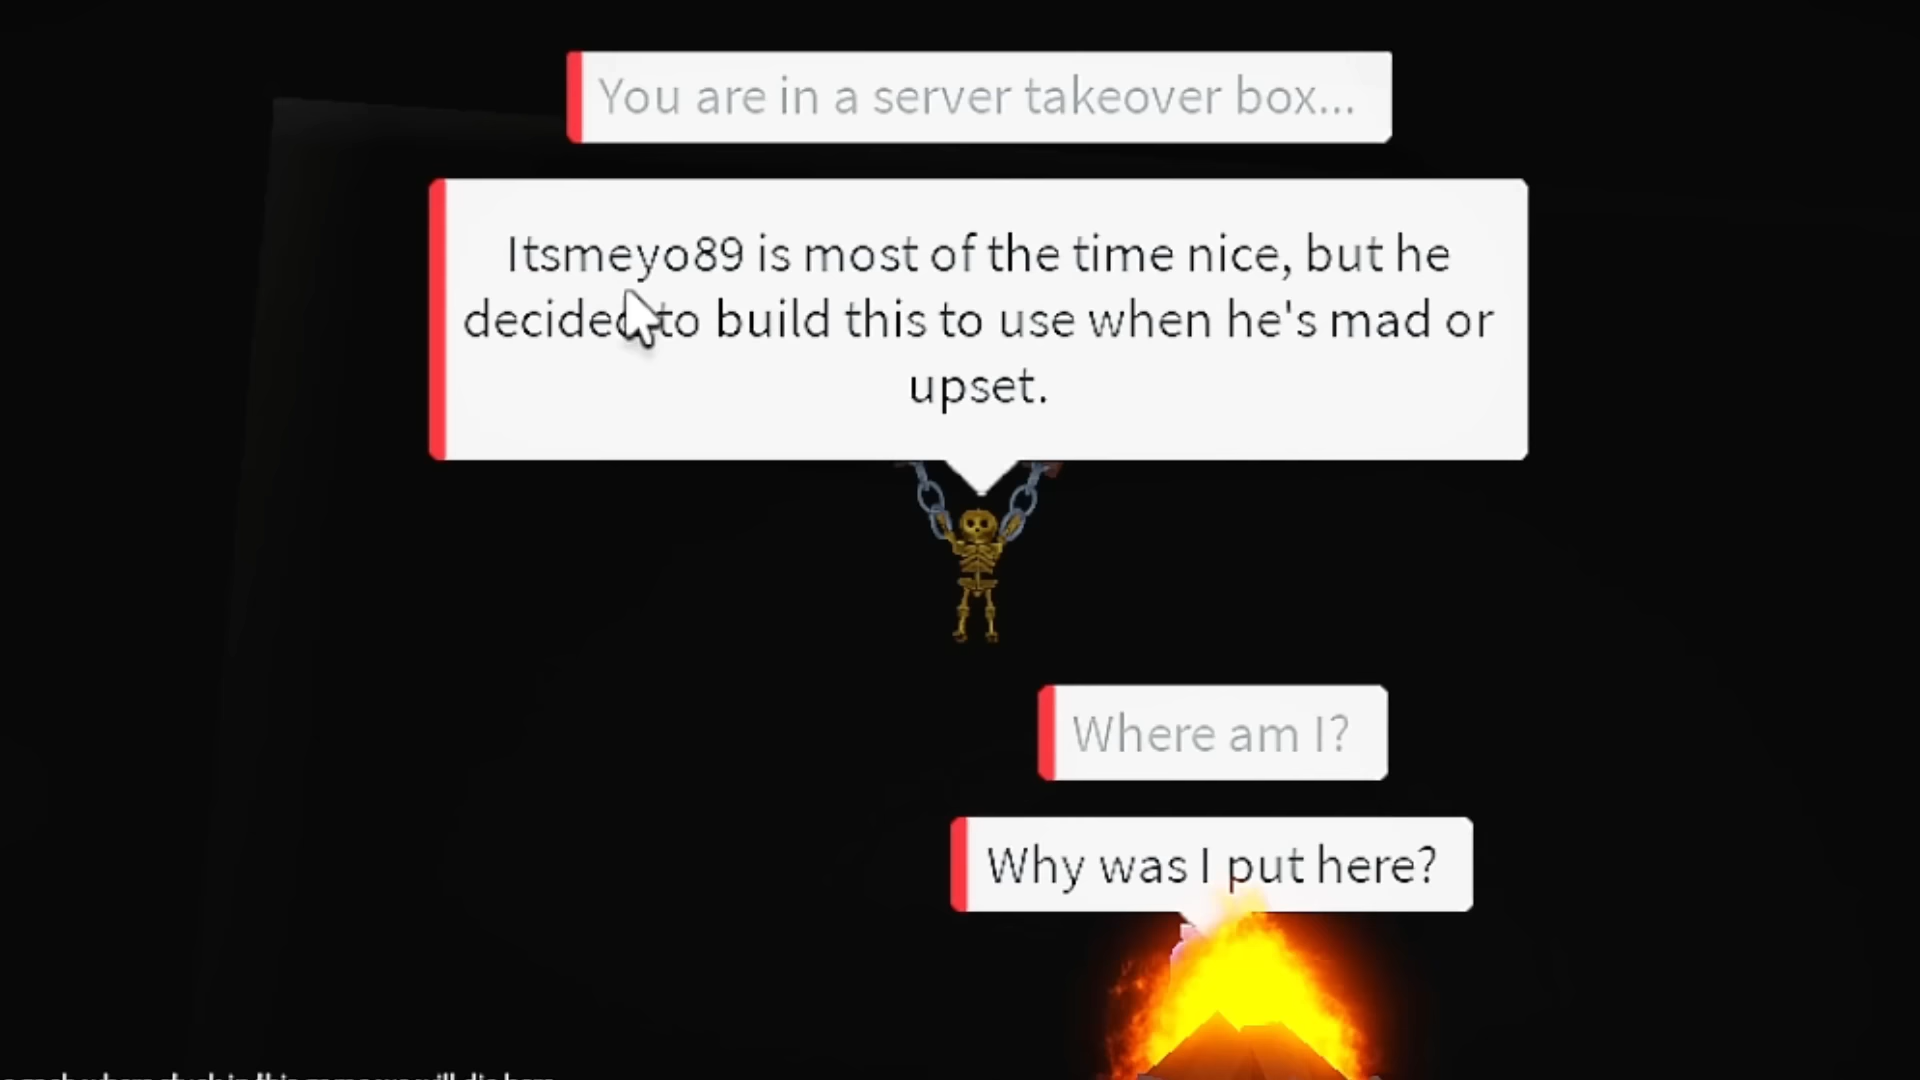 You are in a server takeover box...
Itsmeyo89 is most of the time nice, but he
decided to build this to use when he's mad or
upset.
Where am I?
Why was I put here?